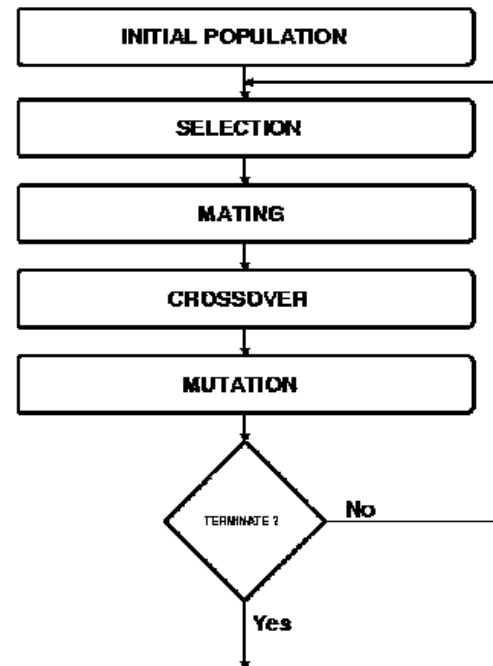 INITIAL POPULATION
SELECTION
MATING
CROSSOVER
MUTATION
TERMINATE ?
No
Yes